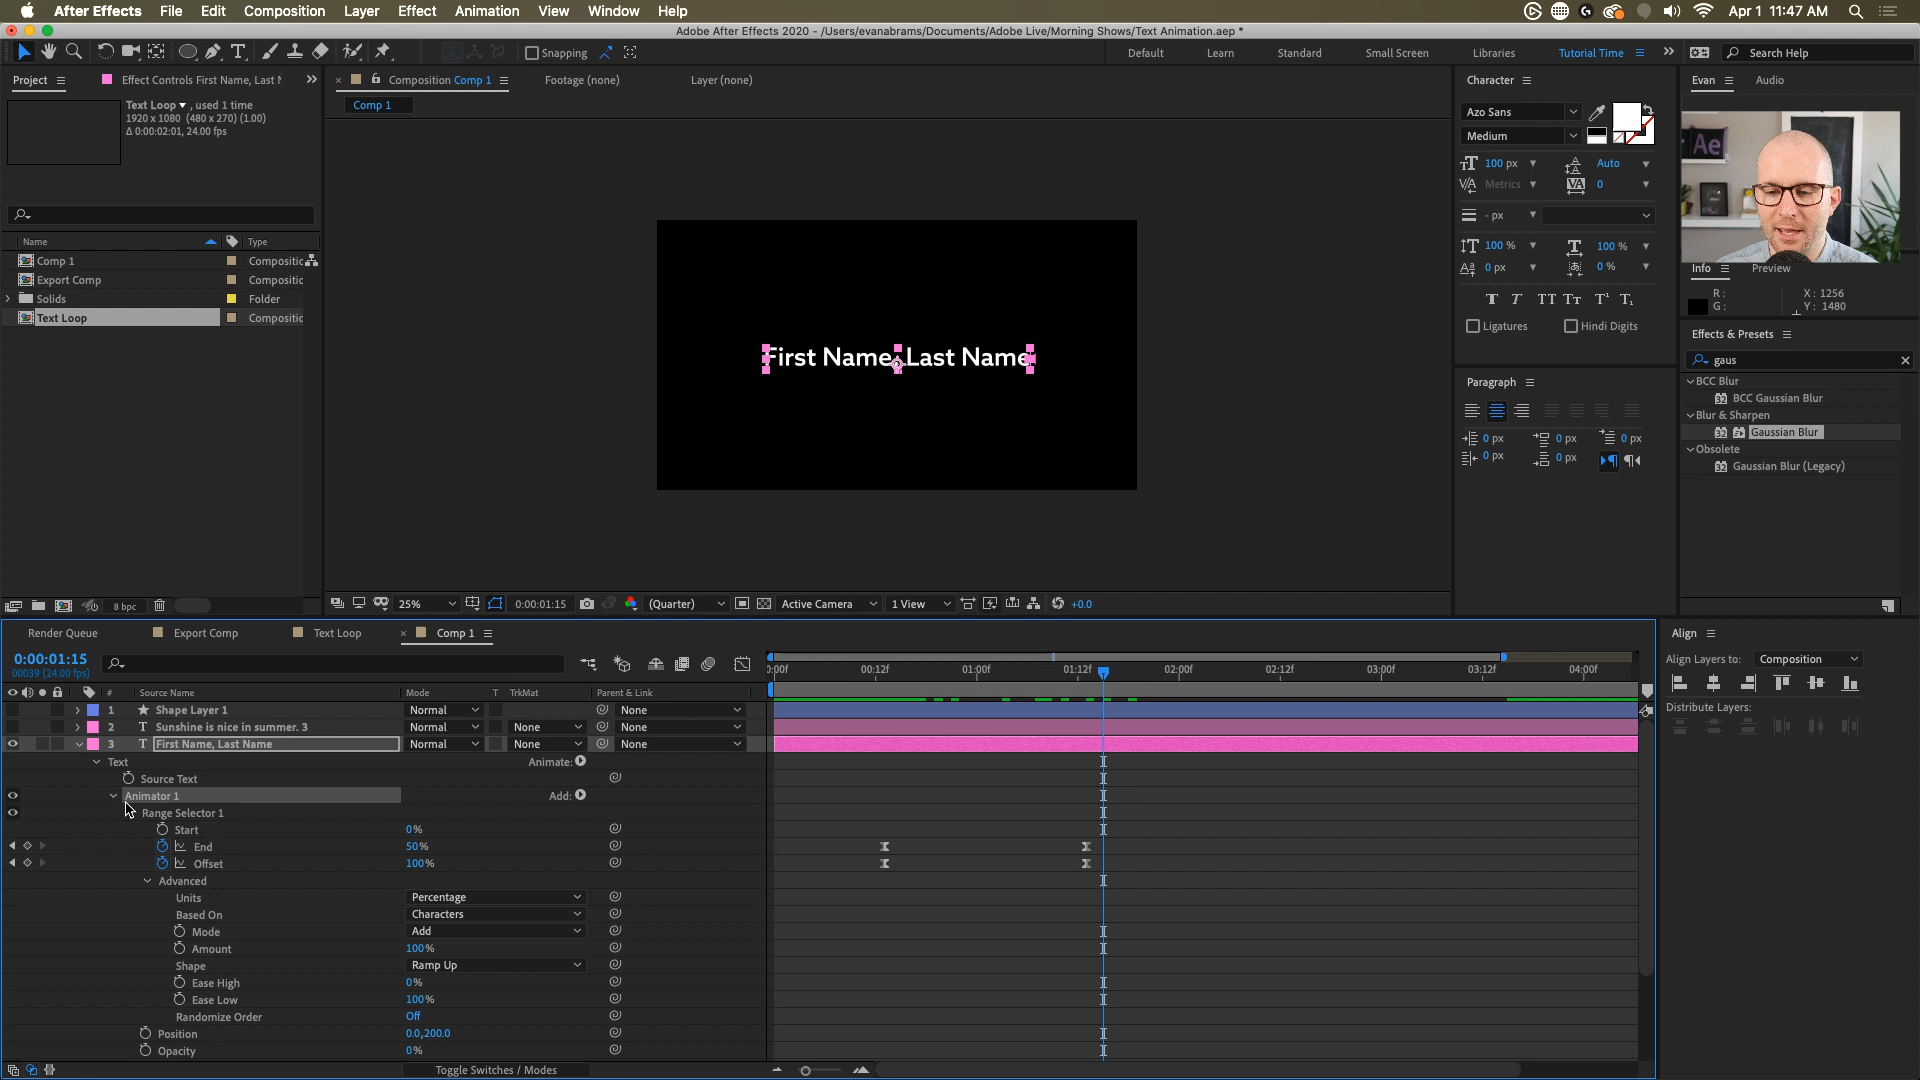 After Effects File Edit Composition Layer Effect Animation View Window Help Apr 1 11:47 AM
Adobe After Effects 2020 - /Users/evanabrams/Documents/Adobe Live/Morning Shows/Text Animation.aep *
Snapping Default Learn Standard Small Screen Libraries Tutorial Time Search Help
Project Effect Controls First Name, Last Composition Comp 1 Footage (none) Layer (none) Character Evan Audio
Text Loop , used 1 time
1920 x 1080 (480 x 270) (1.00)
Δ 0:00:02:01, 24.00 fps
Comp 1
Azo Sans
Medium
100 px Auto
Metrics 0
- px
100 % 100 %
0 px 0 %
Ligatures Hindi Digits
Ae
Info Preview
R: X: 1256
G: Y: 1480
Name Type
Comp 1 Compositic
Export Comp Compositic
Solids Folder
Text Loop Compositic
First Name, Last Name
Effects & Presets
gaus
BCC Blur
BCC Gaussian Blur
Blur & Sharpen
Gaussian Blur
Obsolete
Gaussian Blur (Legacy)
Paragraph
0 px 0 px 0 px
0 px 0 px
8 bpc 25% 0:00:01:15 (Quarter) Active Camera 1 View +0.0
Render Queue Export Comp Text Loop Comp 1 Align
0:00:01:15
00039 (24.00 fps)
Align Layers to: Composition
Distribute Layers:
:00f 00:12f 01:00f 01:12f 02:00f 02:12f 03:00f 03:12f 04:00f
# Source Name Mode T TrkMat Parent & Link
1 Shape Layer 1 Normal None
2 T Sunshine is nice in summer. 3 Normal None None
3 T First Name, Last Name Normal None None
Text Animate:
Source Text
Animator 1 Add:
Range Selector 1
Start 0%
End 50%
Offset 100%
Advanced
Units Percentage
Based On Characters
Mode Add
Amount 100%
Shape Ramp Up
Ease High 0%
Ease Low 100%
Randomize Order Off
Position 0.0,200.0
Opacity 0%
Toggle Switches / Modes